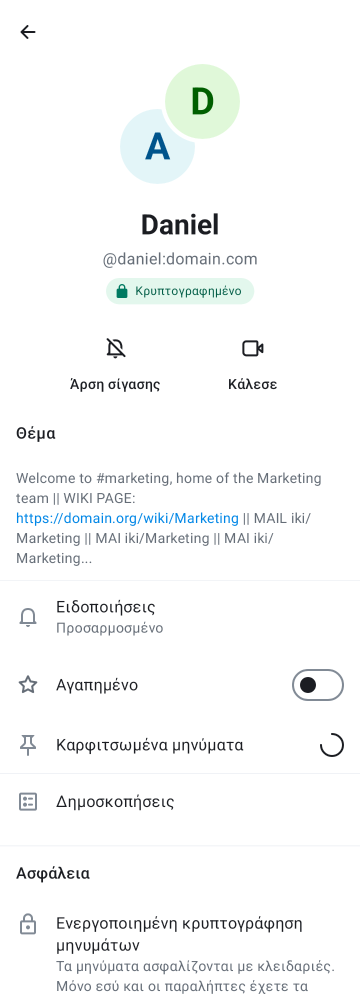 D
A
Daniel
@daniel:domain.com
Κρυπτογραφημένο
Άρση σίγασης
Κάλεσε
Θέμα
Welcome to #marketing, home of the Marketing
team || WIKI PAGE:
https://domain.org/wiki/Marketing || MAIL iki/
Marketing || MAI iki/Marketing || MAI iki/
Marketing...
Ειδοποιήσεις
Προσαρμοσμένο
Αγαπημένο
Καρφιτσωμένα μηνύματα
Δημοσκοπήσεις
Ασφάλεια
Ενεργοποιημένη κρυπτογράφηση
μηνυμάτων
Τα μηνύματα ασφαλίζονται με κλειδαριές.
Μόνο εσύ και οι παραλήπτες έχετε τα